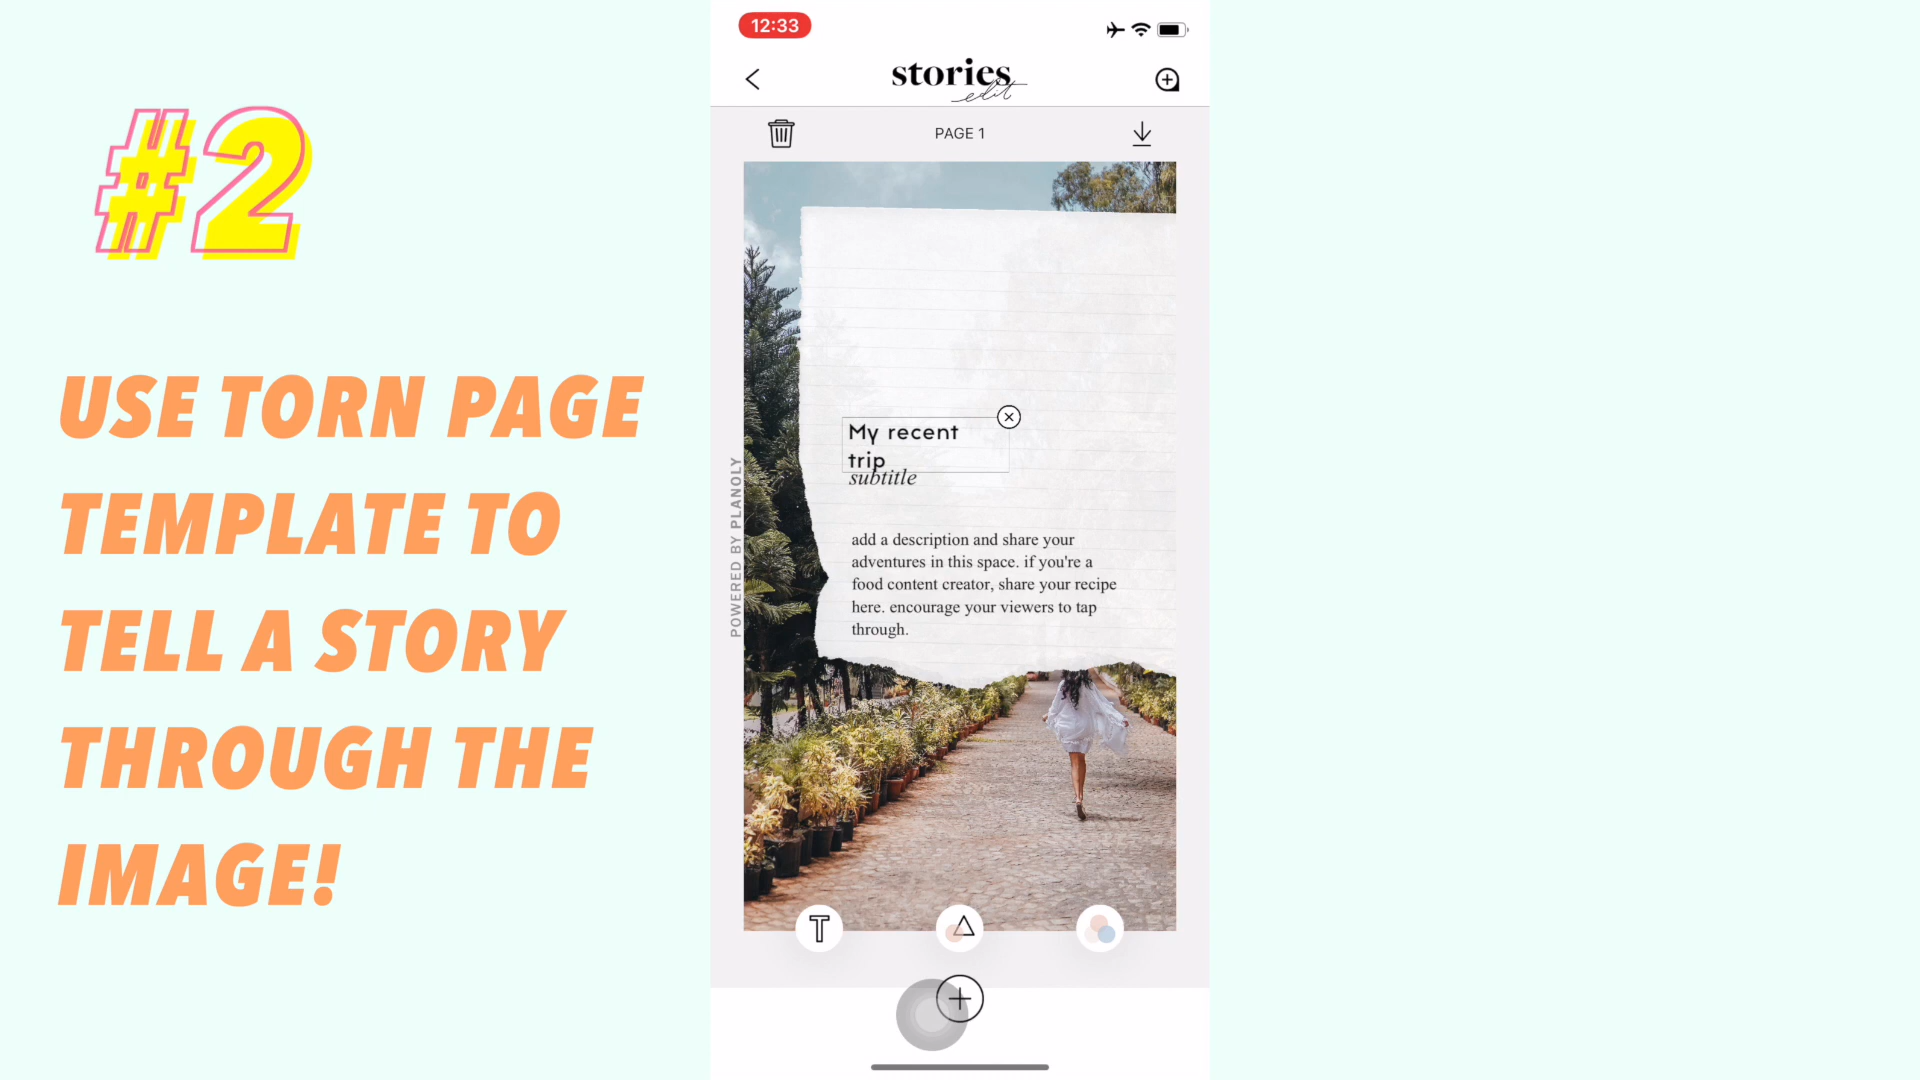 #2
USE TORN PAGE
TEMPLATE TO
TELL A STORY
THROUGH THE
IMAGE!
12:33
stories
edit
PAGE 1
My recent
trip
subtitle
add a description and share your
adventures in this space. if you're a
food content creator, share your recipe
here. encourage your viewers to tap
through.
POWERED BY PLANOLY
T